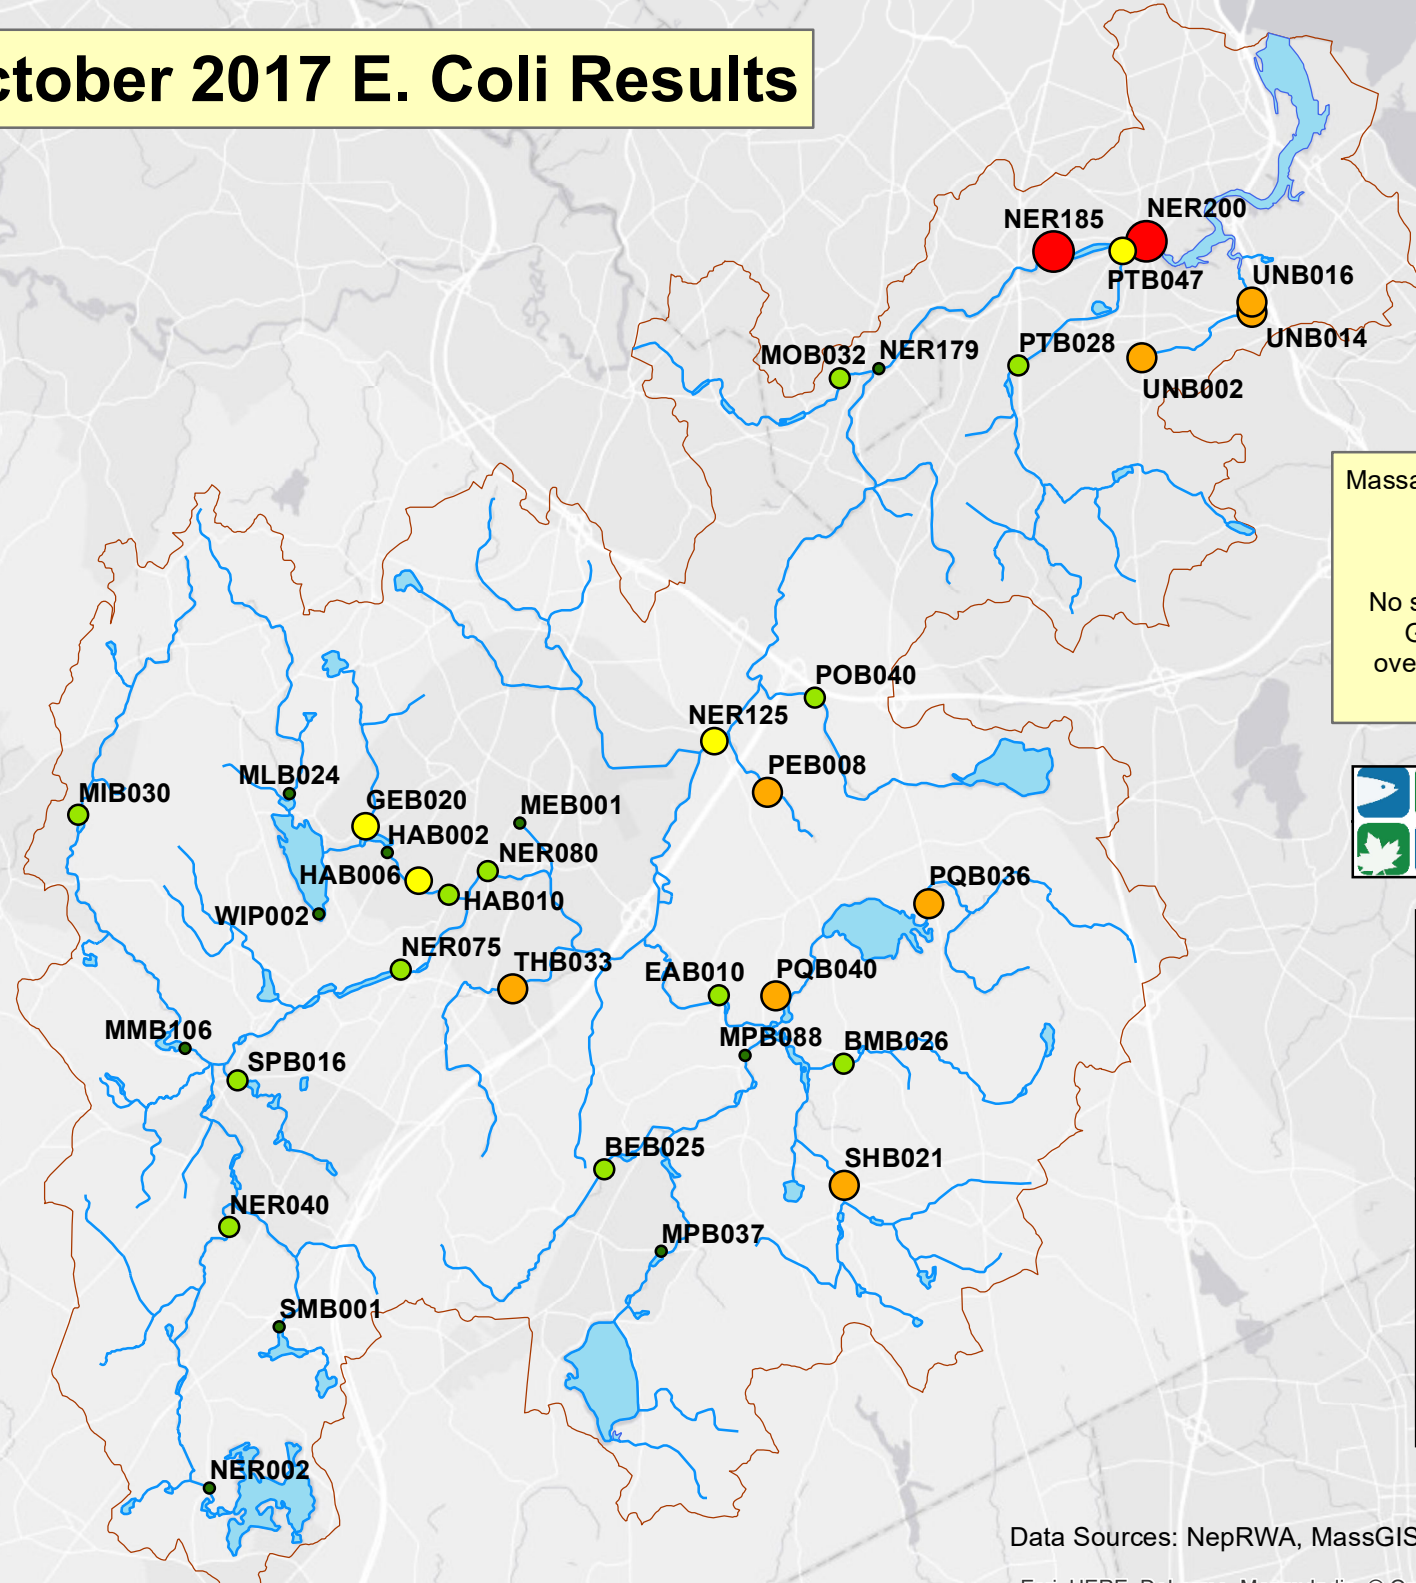 ctober 2017 E. Coli Results
NER200
NER185
PTB047
UNB016
UNB014
PTB028
MOB032 NER179
UNB002
Massa
No s
G
ove
POB040
NER125
PEB008
MLB024
MIB030
GEB020
MEB001
HAB002
NER080
HAB006
PQB036
HAB010
WIP002
NER075
THB033
EAB010
PQB040
MMB106
MPB088
BMB026
SPB016
BEB025
SHB021
NER040
MPB037
SMB001
NER002
Data Sources: NepRWA, MassGIS